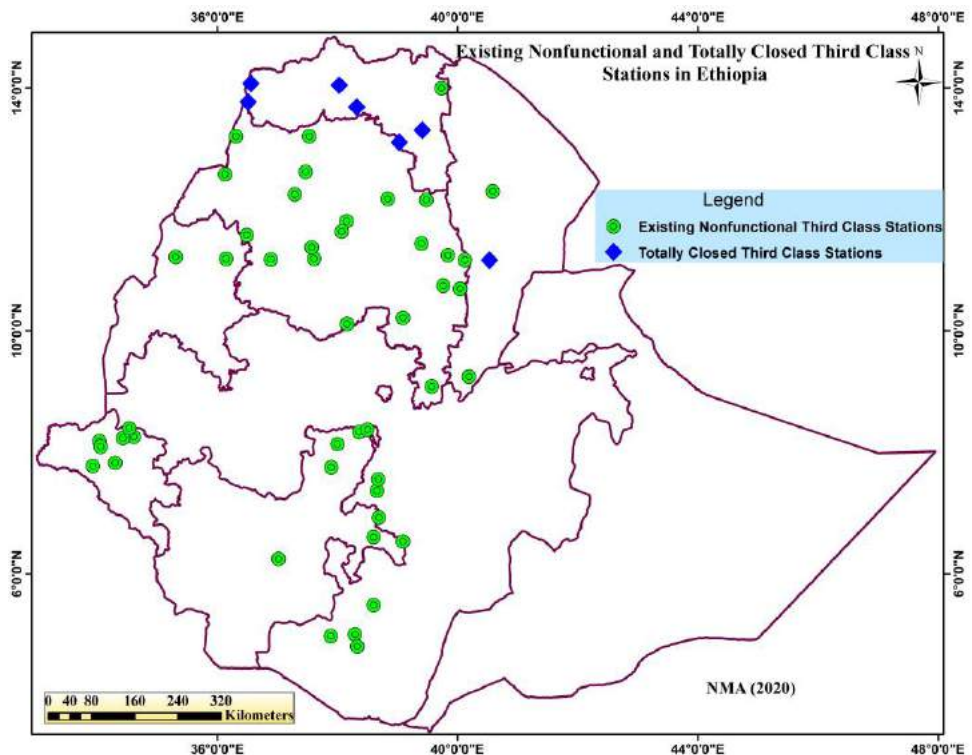 36°0'0"E 40°0'0"E 44°0'0"E 48°0'0"E
Existing Nonfunctional and Totally Closed Third Class
Stations in Ethiopia
N
14°0'0"N 14°0'0"N
Legend
Existing Nonfunctional Third Class Stations
Totally Closed Third Class Stations
10°0'0"N 10°0'0"N
6°0'0"N 6°0'0"N
NMA (2020)
0 40 80 160 240 320
Kilometers
36°0'0"E 40°0'0"E 44°0'0"E 48°0'0"E